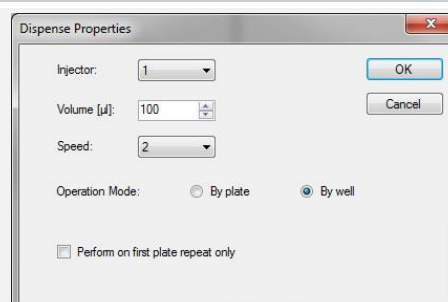 Dispense Properties
Injector: 1 OK
Volume [µl]: 100 Cancel
Speed: 2
Operation Mode: By plate By well
Perform on first plate repeat only